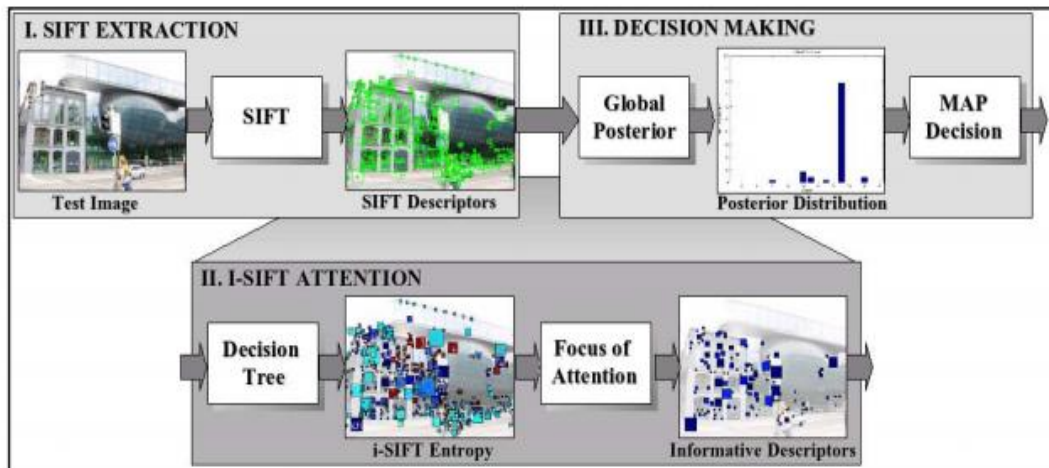 I. SIFT EXTRACTION
SIFT
Test Image
SIFT Descriptors
III. DECISION MAKING
Global
Posterior
MAP
Decision
Posterior Distribution
II. I-SIFT ATTENTION
Decision
Tree
Focus of
Attention
i-SIFT Entropy
Informative Descriptors